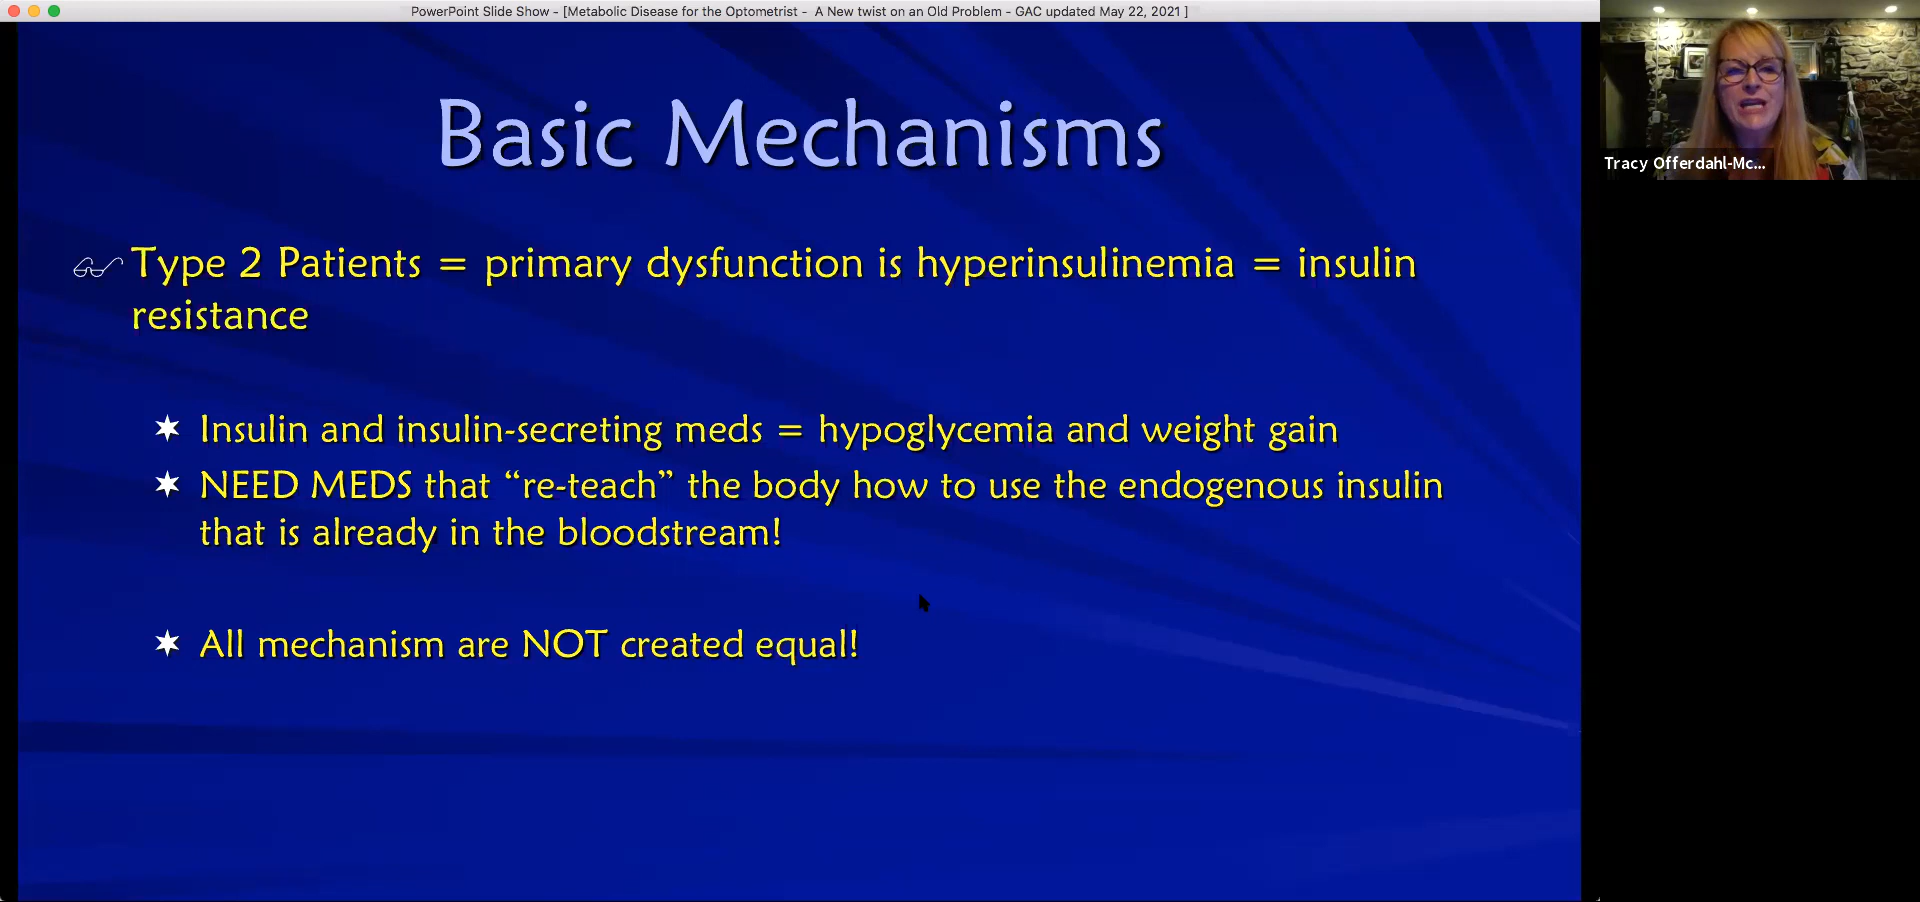 PowerPoint Slide Show - [Metabolic Disease for the Optometrist - A New twist on an Old Problem - GAC updated May 22, 2021 ]
Basic Mechanisms
Type 2 Patients = primary dysfunction is hyperinsulinemia = insulin
resistance
Insulin and insulin-secreting meds = hypoglycemia and weight gain
NEED MEDS that “re-teach” the body how to use the endogenous insulin
that is already in the bloodstream!
All mechanism are NOT created equal!
Tracy Offerdahl-Mc...